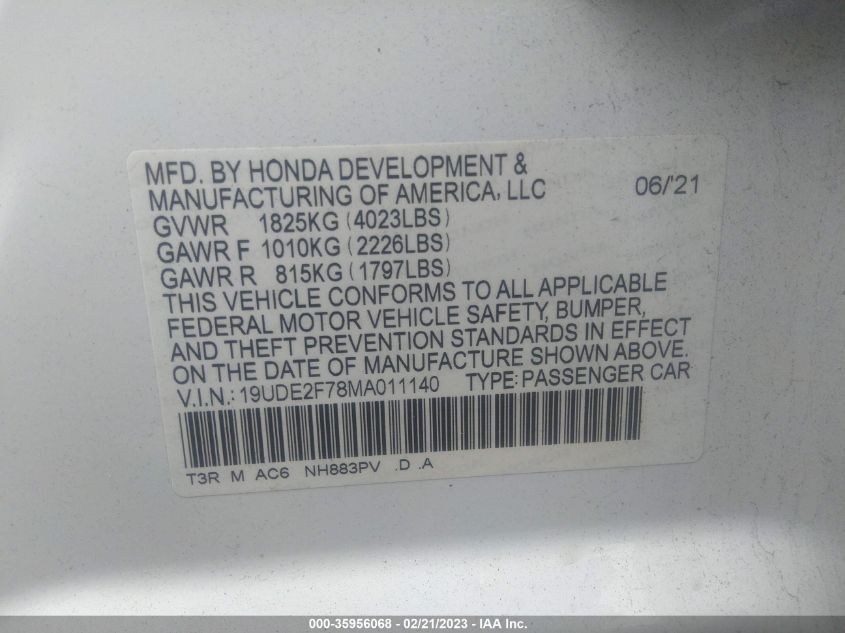 MFD. BY HONDA DEVELOPMENT &
MANUFACTURING OF AMERICA, LLC 06/'21
GVWR 1825KG (4023LBS)
GAWR F 1010KG (2226LBS)
GAWR R 815KG (1797LBS)
THIS VEHICLE CONFORMS TO ALL APPLICABLE
FEDERAL MOTOR VEHICLE SAFETY, BUMPER,
AND THEFT PREVENTION STANDARDS IN EFFECT
ON THE DATE OF MANUFACTURE SHOWN ABOVE.
V.I.N.: 19UDE2F78MA011140 TYPE: PASSENGER CAR
T3R M AC6 NH883PV .D .A
000-35956068 - 02/21/2023 - IAA Inc.